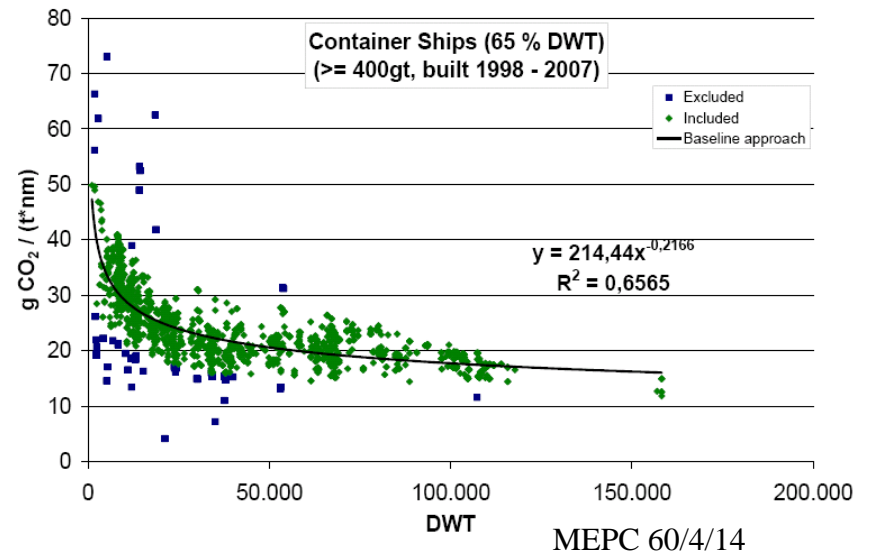 80
70
60
50
40
30
20
10
0
g CO₂ / (t*nm)
Container Ships (65 % DWT)
(>= 400gt, built 1998 - 2007)
Excluded
Included
Baseline approach
y = 214,44x^-0,2166
R² = 0,6565
0 50.000 100.000 150.000 200.000
DWT
MEPC 60/4/14